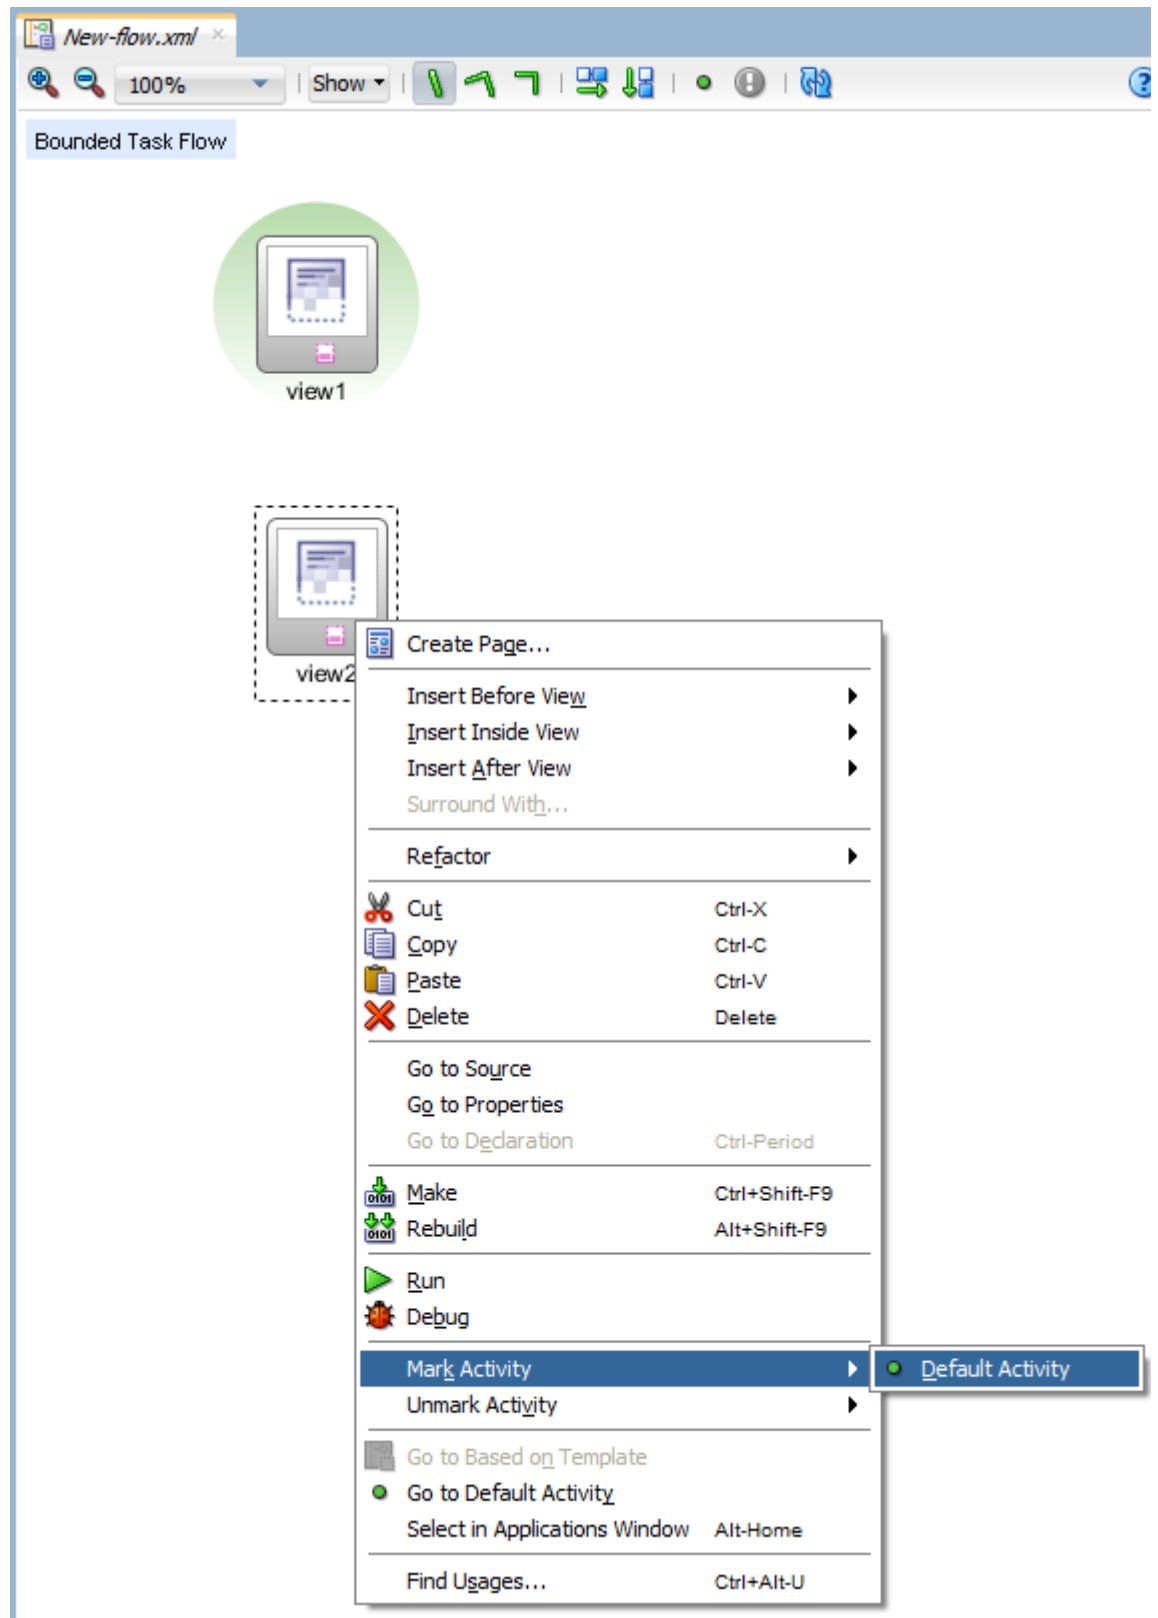 New-flow.xml
100% Show
Bounded Task Flow
view1
view2
Create Page...
Insert Before View
Insert Inside View
Insert After View
Surround With...
Refactor
Cut Ctrl-X
Copy Ctrl-C
Paste Ctrl-V
Delete Delete
Go to Source
Go to Properties
Go to Declaration Ctrl-Period
Make Ctrl+Shift-F9
Rebuild Alt+Shift-F9
Run
Debug
Mark Activity Default Activity
Unmark Activity
Go to Based on Template
Go to Default Activity
Select in Applications Window Alt-Home
Find Usages... Ctrl+Alt-U